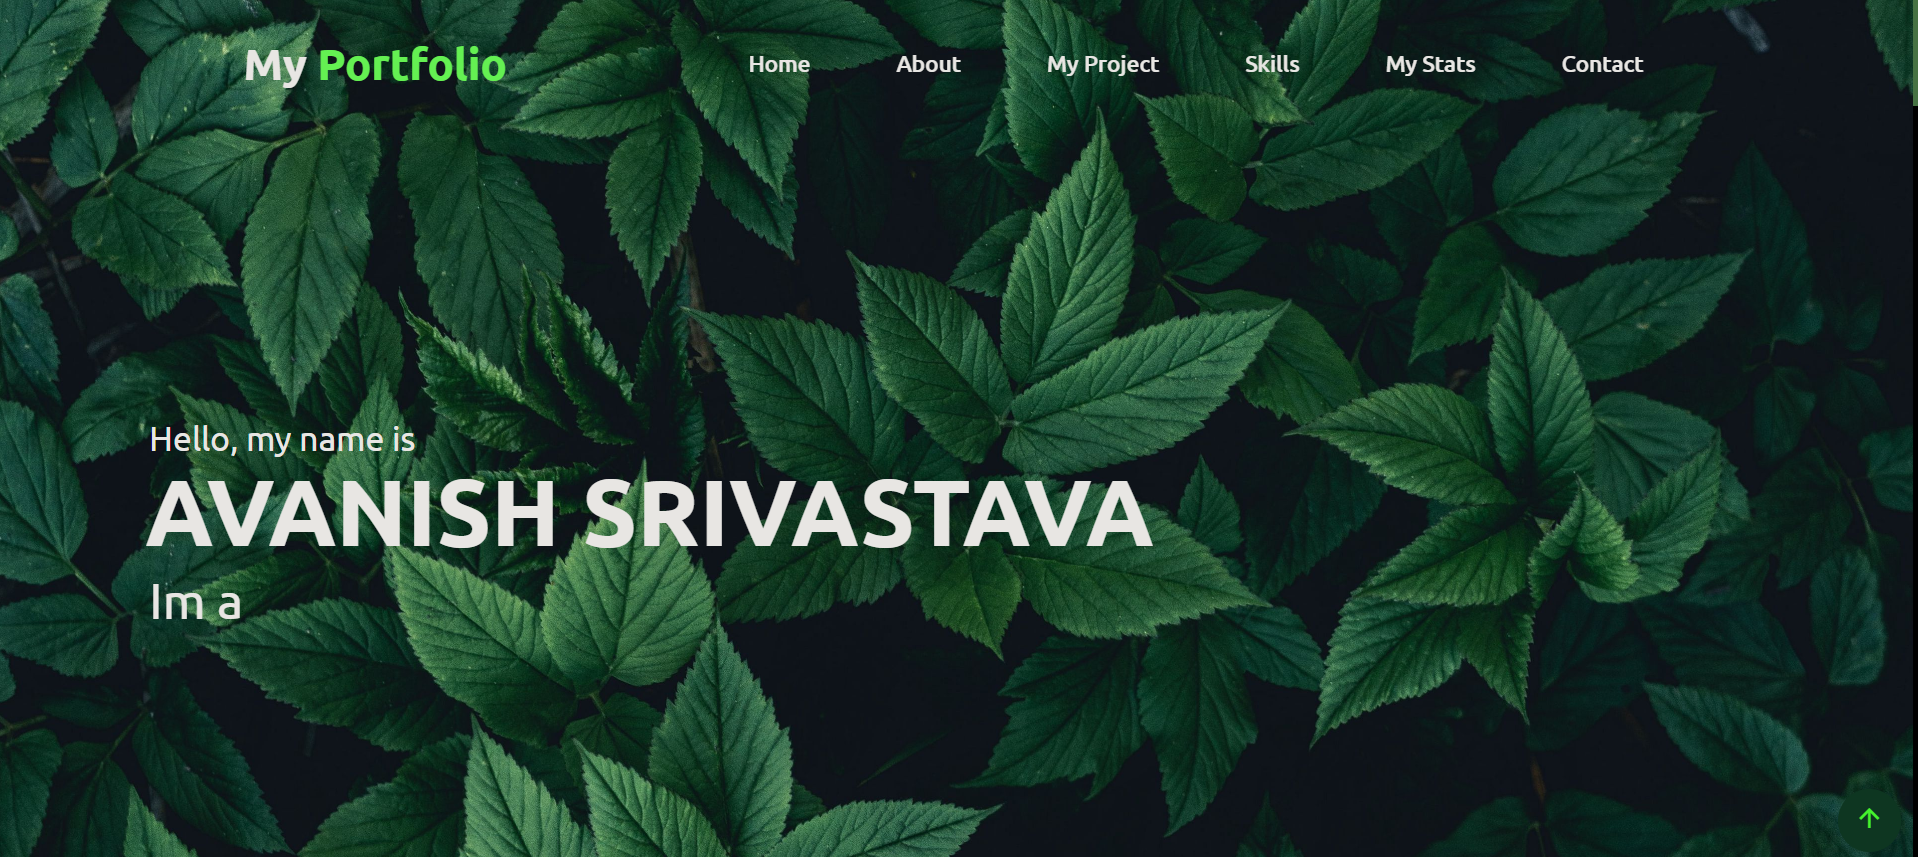 My Portfolio
Home About My Project Skills My Stats Contact
Hello, my name is
AVANISH SRIVASTAVA
Im a